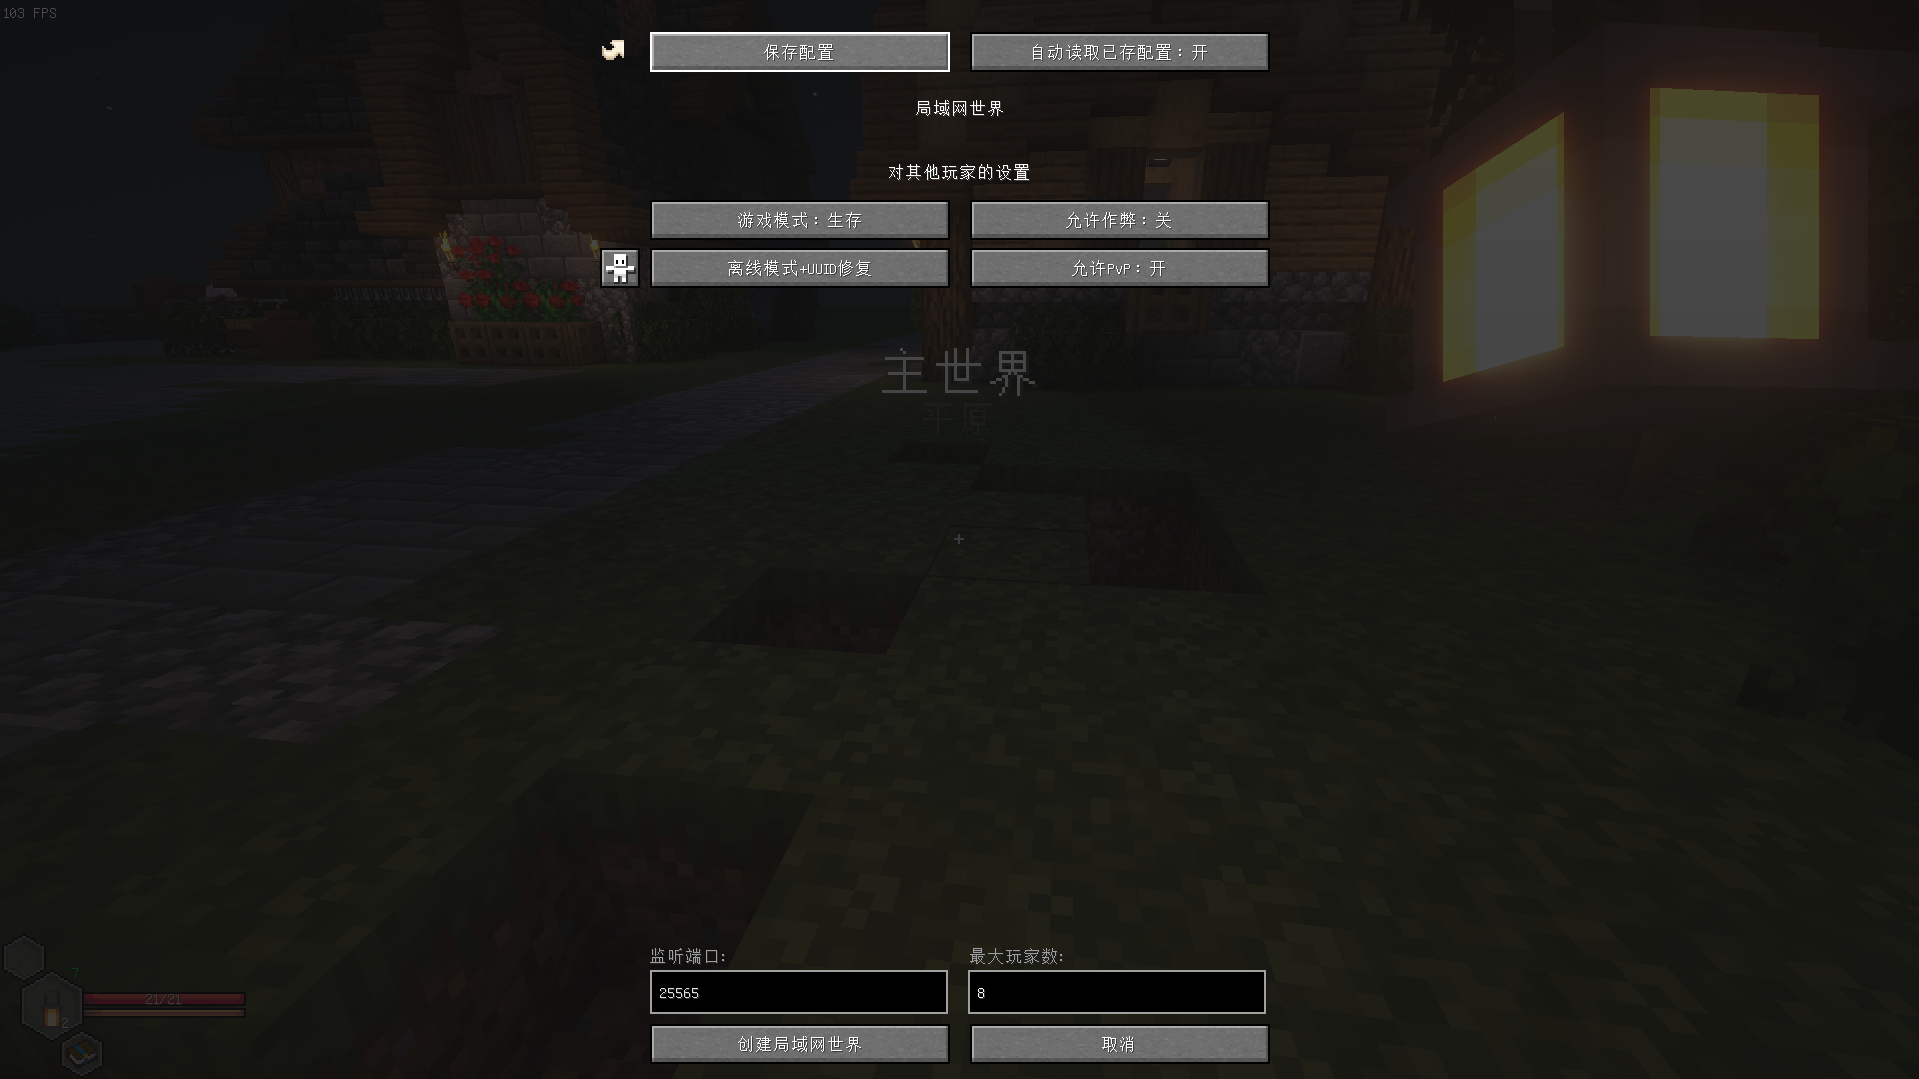 103 FPS
保存配置
自动读取已存配置：开
局域网世界
对其他玩家的设置
游戏模式：生存
允许作弊：关
离线模式+UUID修复
允许PvP：开
主世界
平原
7
21/21
2
监听端口:
最大玩家数:
25565
8
创建局域网世界
取消